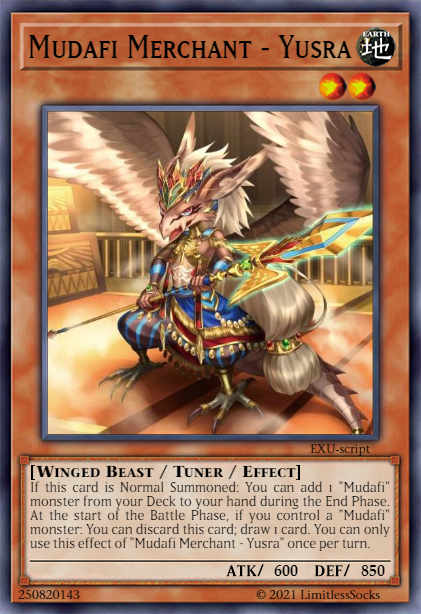 Mudafi Merchant - Yusra
EARTH
地
EXU-script
[Winged Beast / Tuner / Effect]
If this card is Normal Summoned: You can add 1 "Mudafi"
monster from your Deck to your hand during the End Phase.
At the start of the Battle Phase, if you control a "Mudafi"
monster: You can discard this card; draw 1 card. You can only
use this effect of "Mudafi Merchant - Yusra" once per turn.
ATK/ 600 DEF/ 850
250820143
©2021 LimitlessSocks